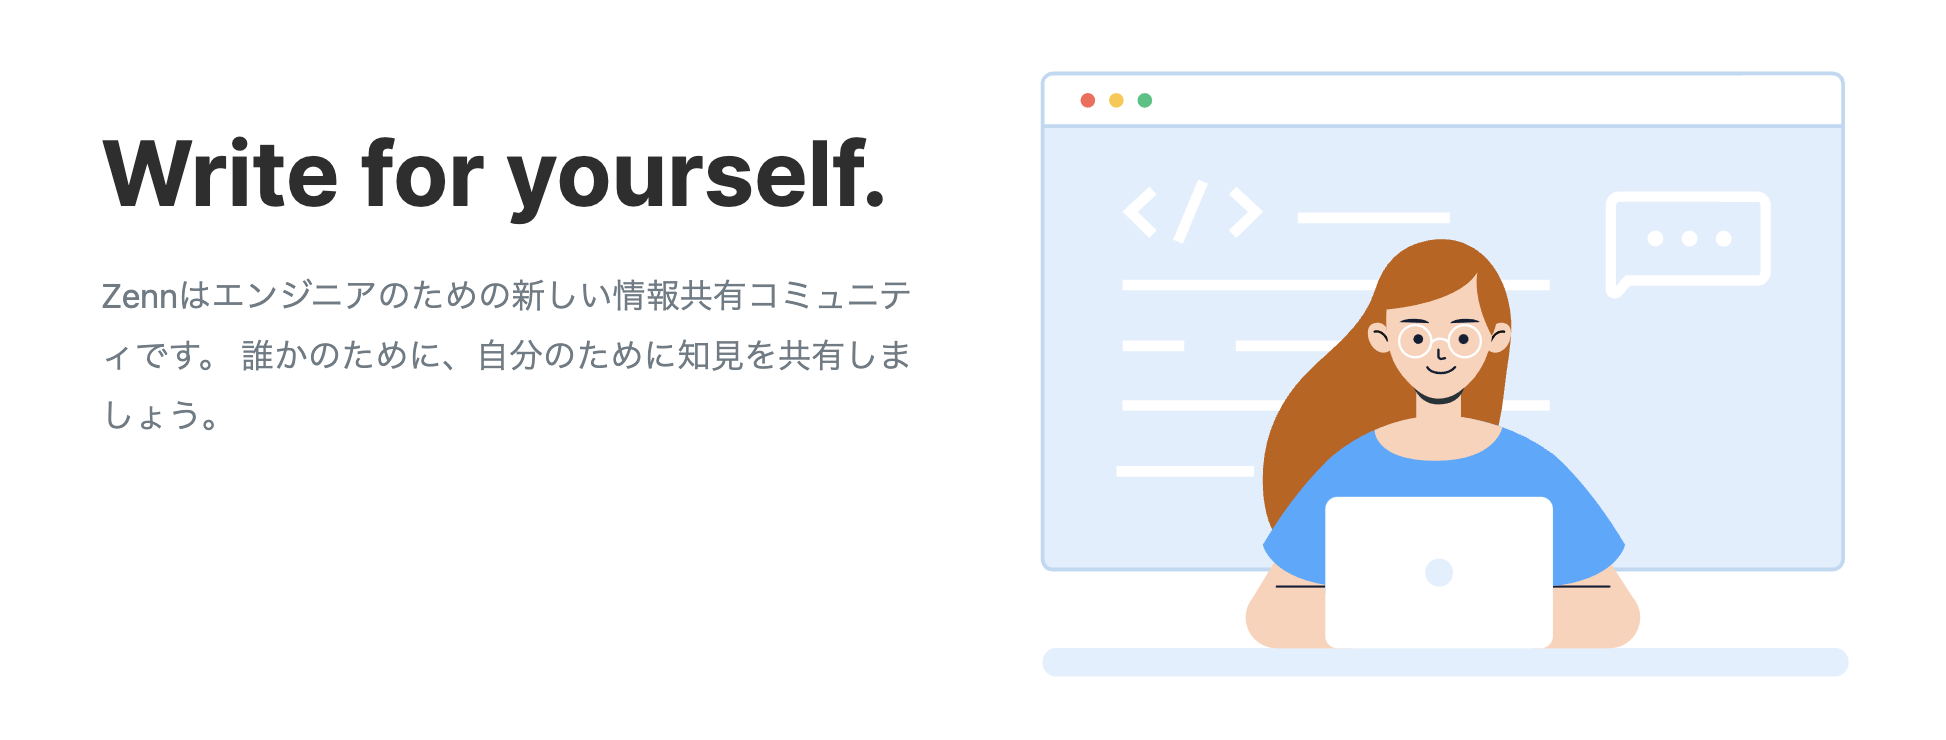 Write for yourself.
Zennはエンジニアのための新しい情報共有コミュニテ
ィです。 誰かのために、自分のために知見を共有しま
しょう。
</>